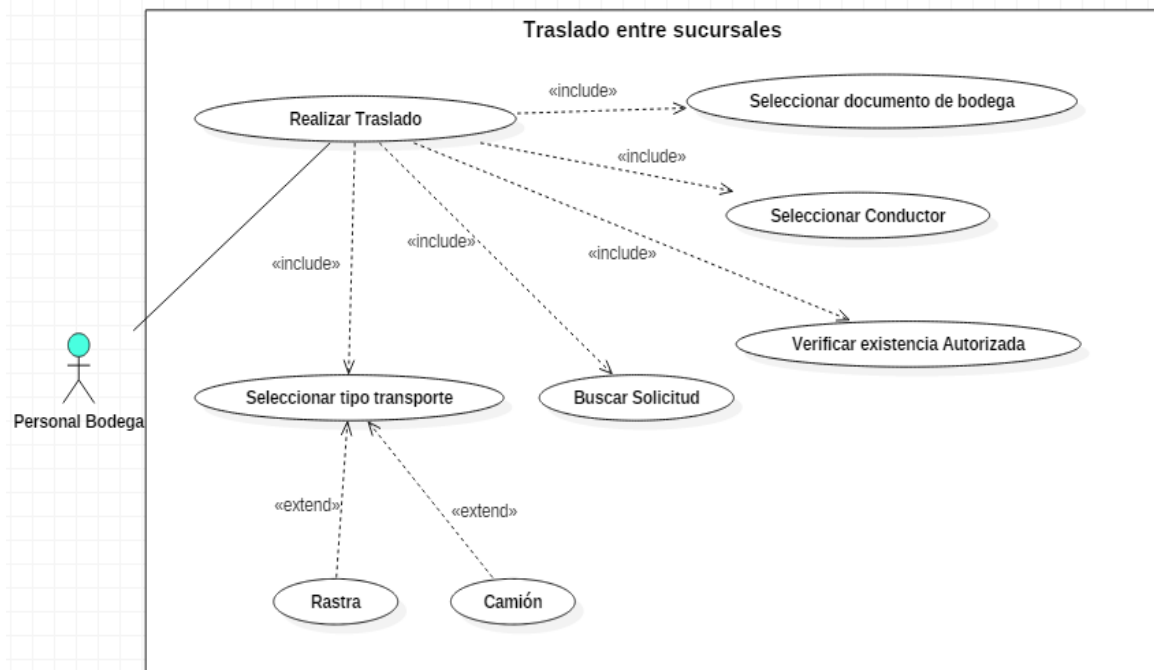 Traslado entre sucursales
«include»
Seleccionar documento de bodega
Realizar Traslado
«include»
Seleccionar Conductor
«include»
«include»
«include»
Verificar existencia Autorizada
Seleccionar tipo transporte
Buscar Solicitud
Personal Bodega
«extend»
«extend»
Rastra
Camión